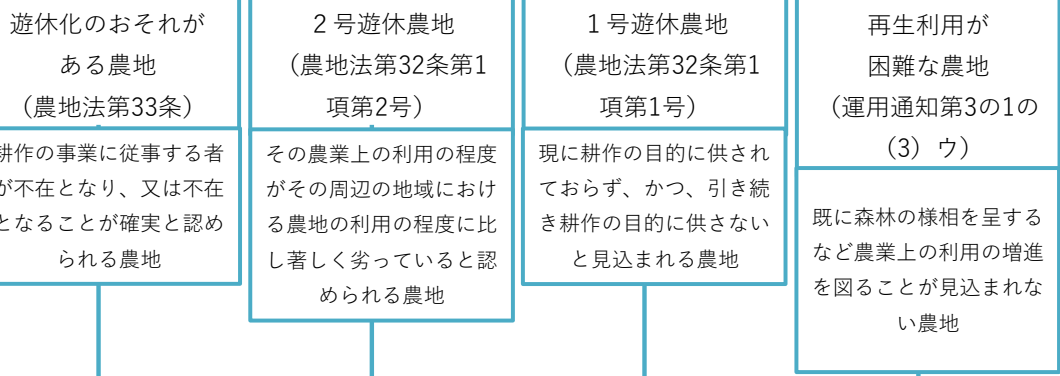 遊休化のおそれが
ある農地
（農地法第33条）
耕作の事業に従事する者
が不在となり、又は不在
となることが確実と認め
られる農地
２号遊休農地
（農地法第32条第1
項第2号）
その農業上の利用の程度
がその周辺の地域におけ
る農地の利用の程度に比
し著しく劣っていると認
められる農地
１号遊休農地
（農地法第32条第1
項第1号）
現に耕作の目的に供され
ておらず、かつ、引き続
き耕作の目的に供さない
と見込まれる農地
再生利用が
困難な農地
（運用通知第3の1の
（3）ウ）
既に森林の様相を呈する
など農業上の利用の増進
を図ることが見込まれな
い農地